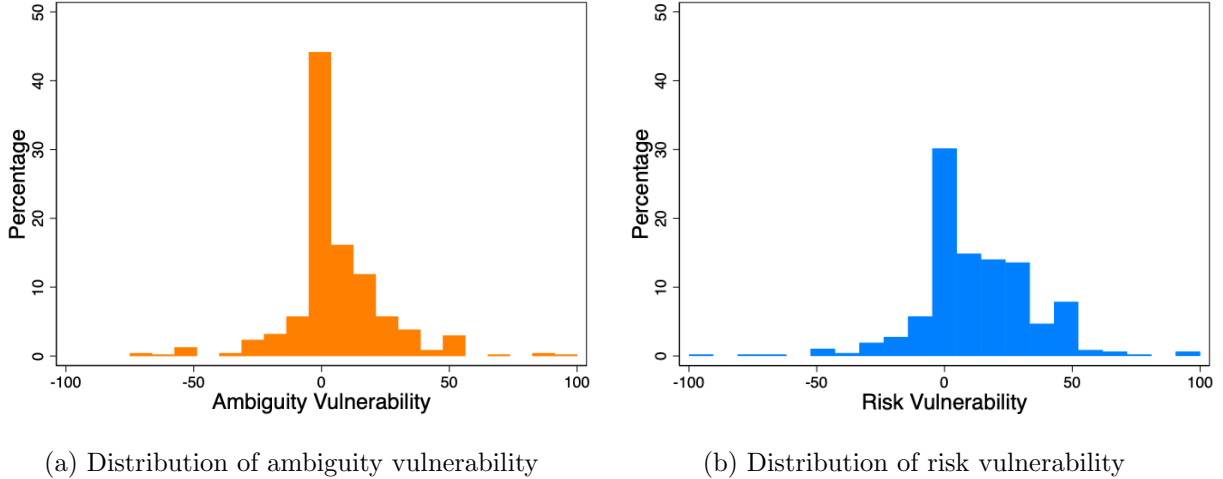 50
40
30
20
10
0
Percentage
-100 -50 0 50 100
Ambiguity Vulnerability
(a) Distribution of ambiguity vulnerability
50
40
30
20
10
0
Percentage
-100 -50 0 50 100
Risk Vulnerability
(b) Distribution of risk vulnerability